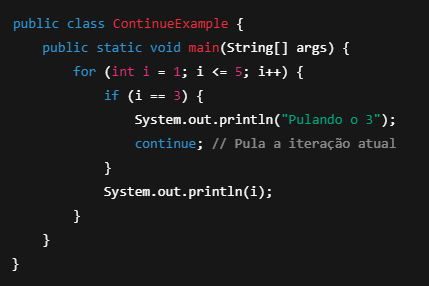 public class ContinueExample {
    public static void main(String[] args) {
        for (int i = 1; i <= 5; i++) {
            if (i == 3) {
                System.out.println("Pulando o 3");
                continue; // Pula a iteração atual
            }
            System.out.println(i);
        }
    }
}